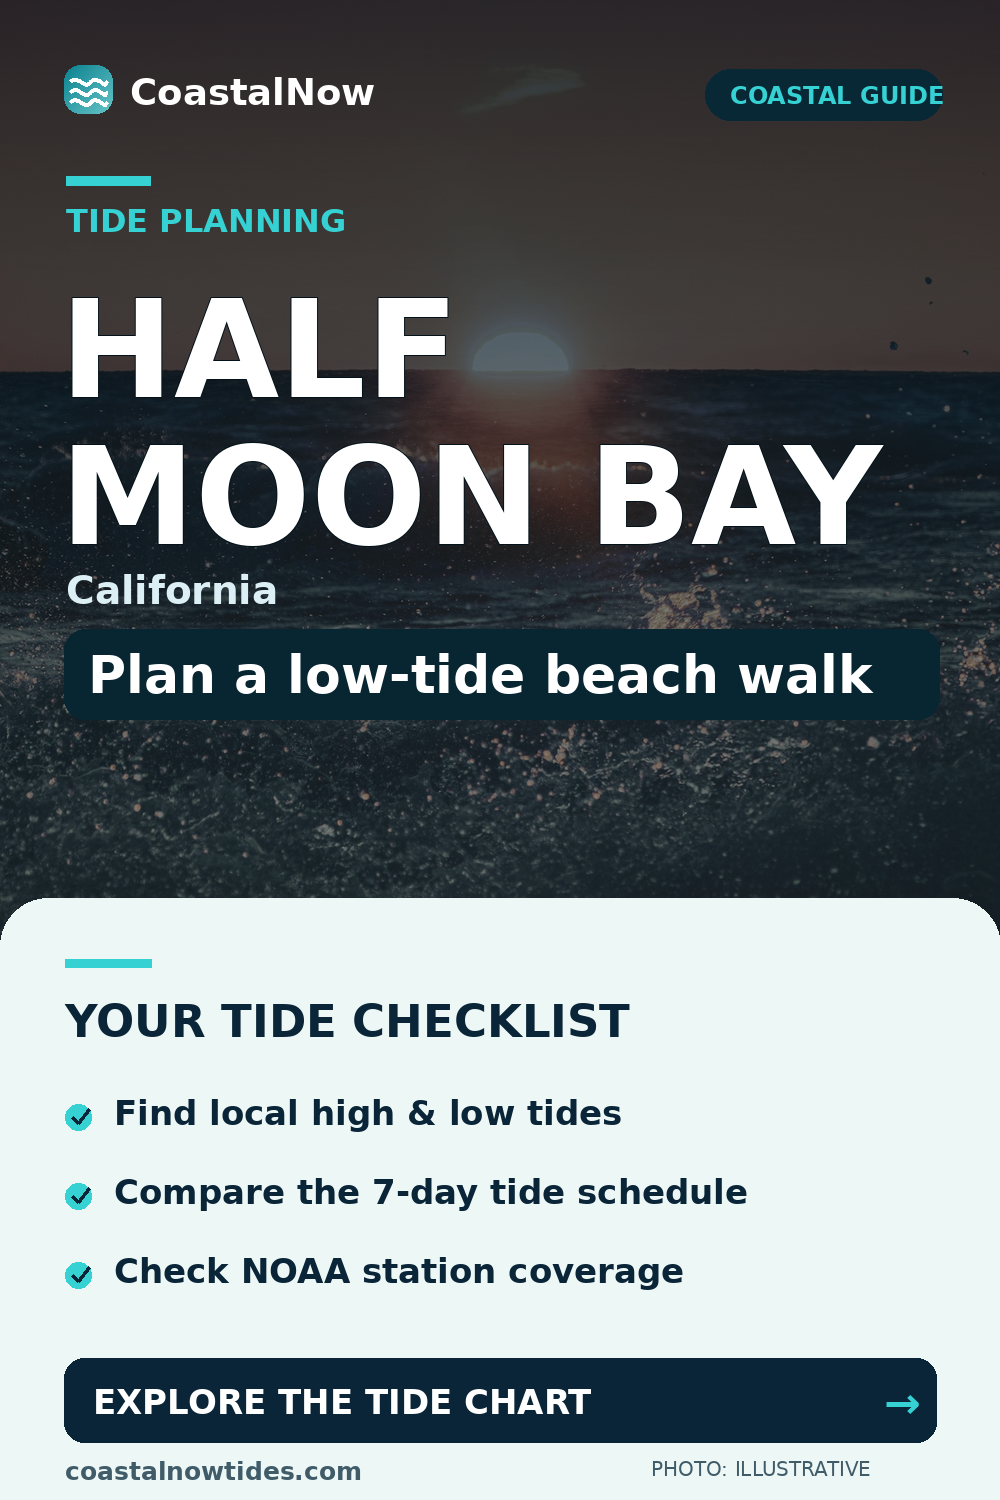 CoastalNow
COASTAL GUIDE
TIDE PLANNING
HALF
MOON BAY
California
Plan a low-tide beach walk
YOUR TIDE CHECKLIST
Find local high & low tides
Compare the 7-day tide schedule
Check NOAA station coverage
EXPLORE THE TIDE CHART →
coastalnowtides.com
PHOTO: ILLUSTRATIVE